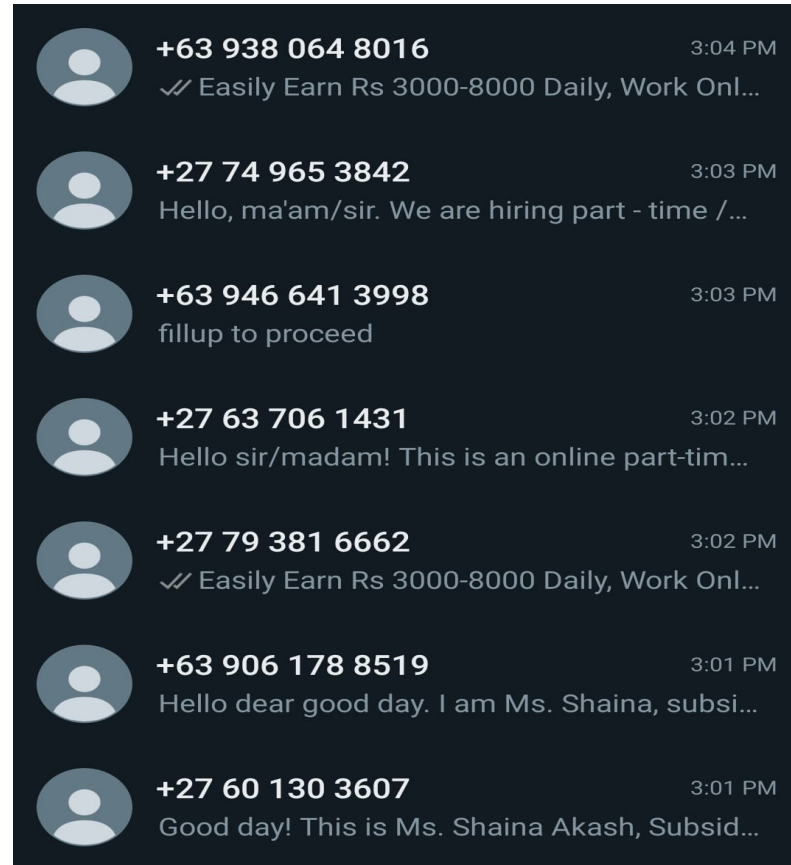 +63 938 064 8016 3:04 PM
Easily Earn Rs 3000-8000 Daily, Work Onl...
+27 74 965 3842 3:03 PM
Hello, ma'am/sir. We are hiring part - time /...
+63 946 641 3998 3:03 PM
fillup to proceed
+27 63 706 1431 3:02 PM
Hello sir/madam! This is an online part-tim...
+27 79 381 6662 3:02 PM
Easily Earn Rs 3000-8000 Daily, Work Onl...
+63 906 178 8519 3:01 PM
Hello dear good day. I am Ms. Shaina, subsi...
+27 60 130 3607 3:01 PM
Good day! This is Ms. Shaina Akash, Subsid...